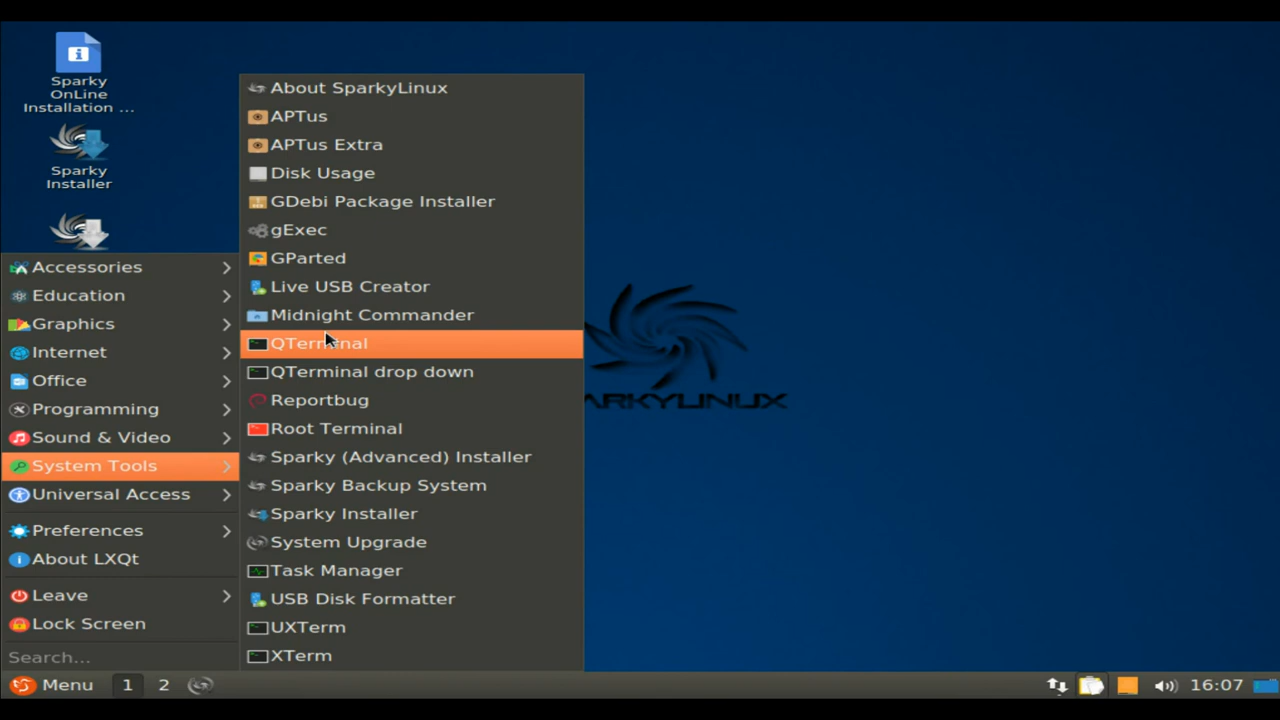 Sparky
OnLine
Installation ...
Sparky
Installer
About SparkyLinux
APTus
APTus Extra
Disk Usage
GDebi Package Installer
gExec
GParted
Live USB Creator
Midnight Commander
QTerminal
QTerminal drop down
Reportbug
Root Terminal
Sparky (Advanced) Installer
Sparky Backup System
Sparky Installer
System Upgrade
Task Manager
USB Disk Formatter
UXTerm
XTerm
Accessories
Education
Graphics
Internet
Office
Programming
Sound & Video
System Tools
Universal Access
Preferences
About LXQt
Leave
Lock Screen
Search...
ARKYLINUX
Menu 1 2
16:07